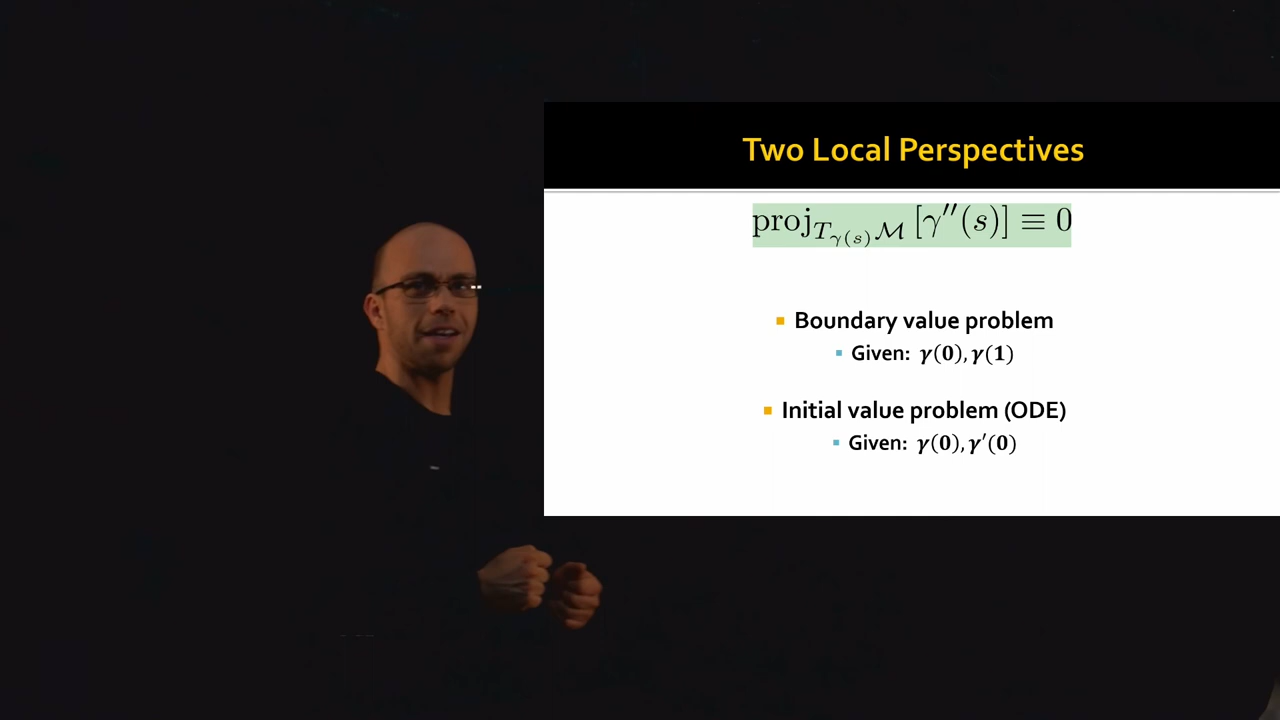 Two Local Perspectives
proj_{T_{γ(s)}ℳ} [γ″(s)] ≡ 0
▪ Boundary value problem
▪ Given: γ(0), γ(1)
▪ Initial value problem (ODE)
▪ Given: γ(0), γ′(0)